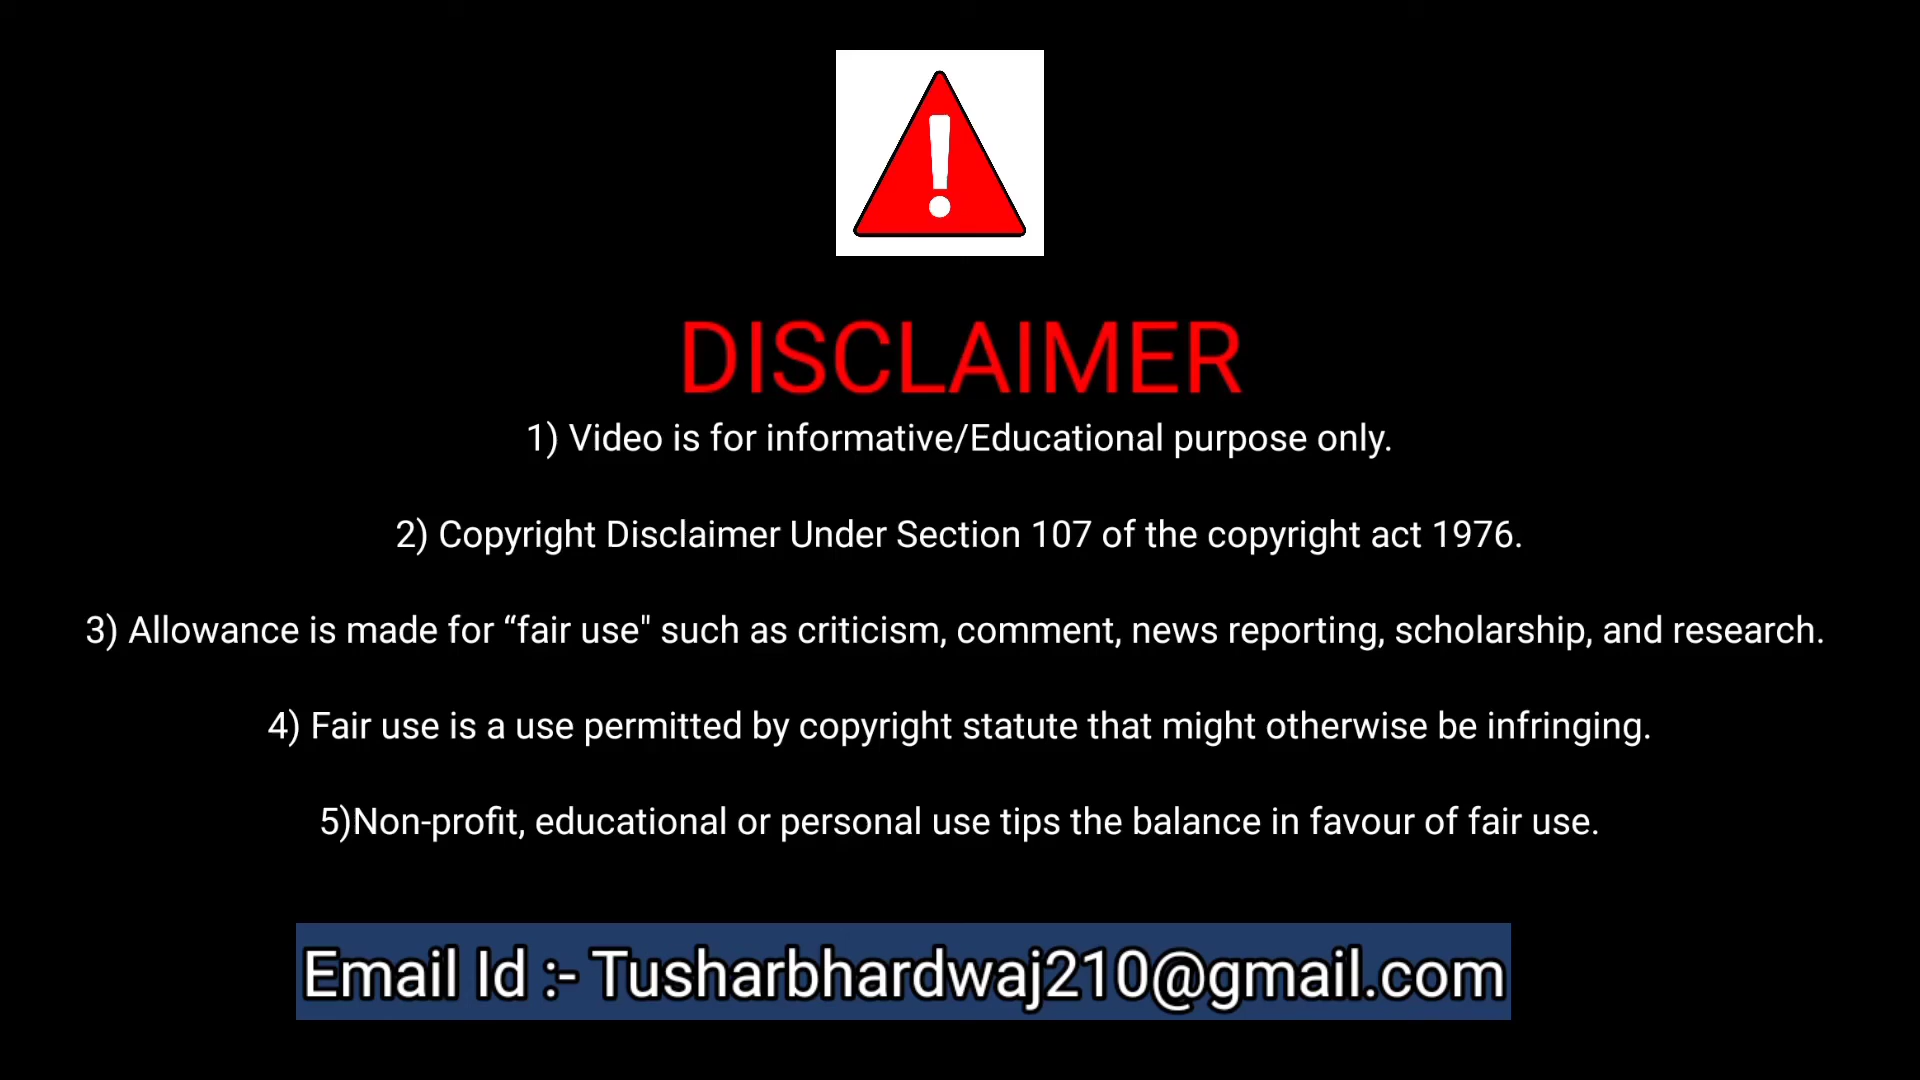 !
DISCLAIMER
1) Video is for informative/Educational purpose only.
2) Copyright Disclaimer Under Section 107 of the copyright act 1976.
3) Allowance is made for “fair use" such as criticism, comment, news reporting, scholarship, and research.
4) Fair use is a use permitted by copyright statute that might otherwise be infringing.
5)Non-profit, educational or personal use tips the balance in favour of fair use.
Email Id :- Tusharbhardwaj210@gmail.com